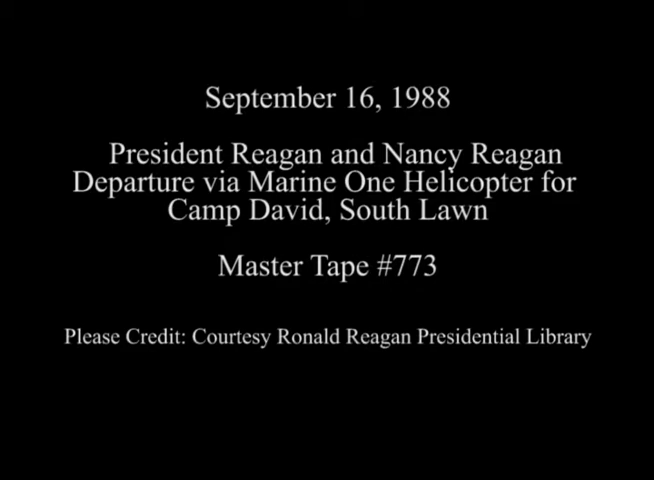 September 16, 1988
President Reagan and Nancy Reagan
Departure via Marine One Helicopter for
Camp David, South Lawn
Master Tape #773
Please Credit: Courtesy Ronald Reagan Presidential Library